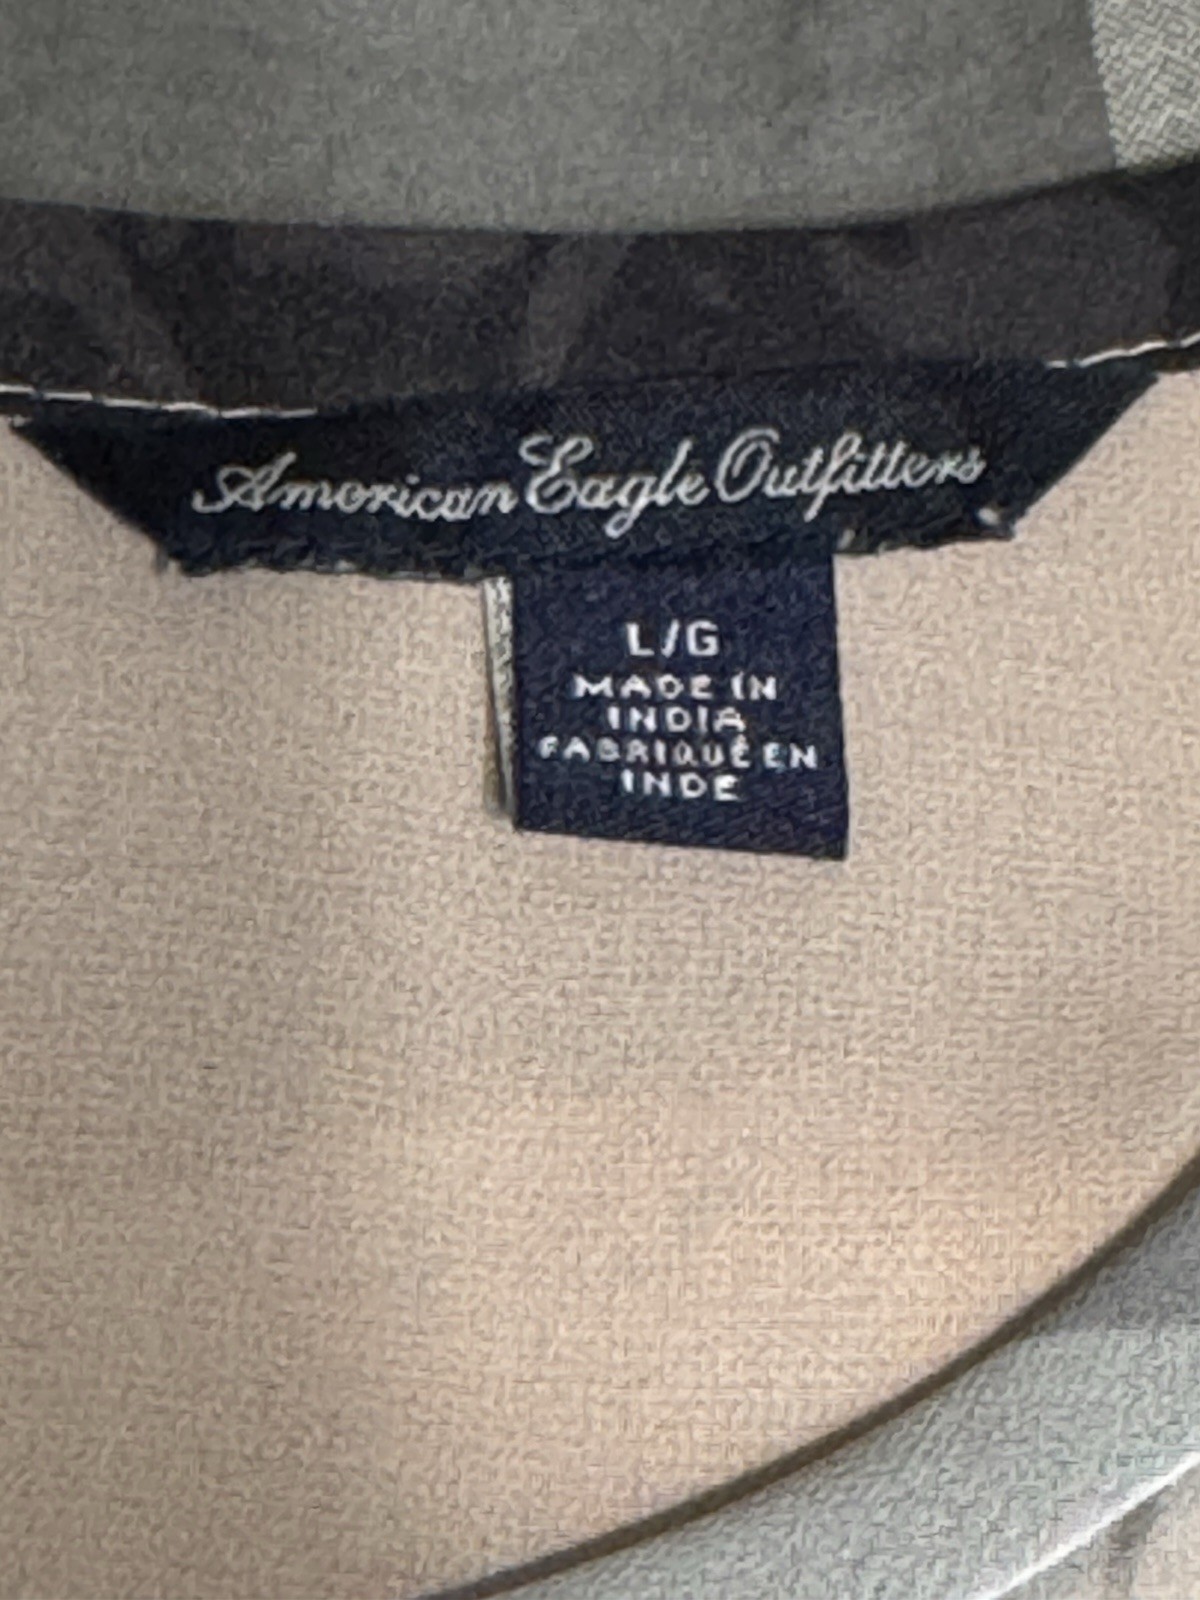 American Eagle Outfitters
L/G
MADE IN
INDIA
FABRIQUÉ EN
INDE